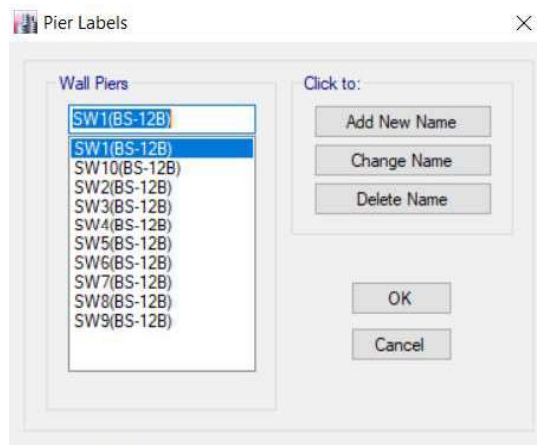 Pier Labels
Wall Piers
SW1(BS-12B)
SW1(BS-12B)
SW10(BS-12B)
SW2(BS-12B)
SW3(BS-12B)
SW4(BS-12B)
SW5(BS-12B)
SW6(BS-12B)
SW7(BS-12B)
SW8(BS-12B)
SW9(BS-12B)
Click to:
Add New Name
Change Name
Delete Name
OK
Cancel